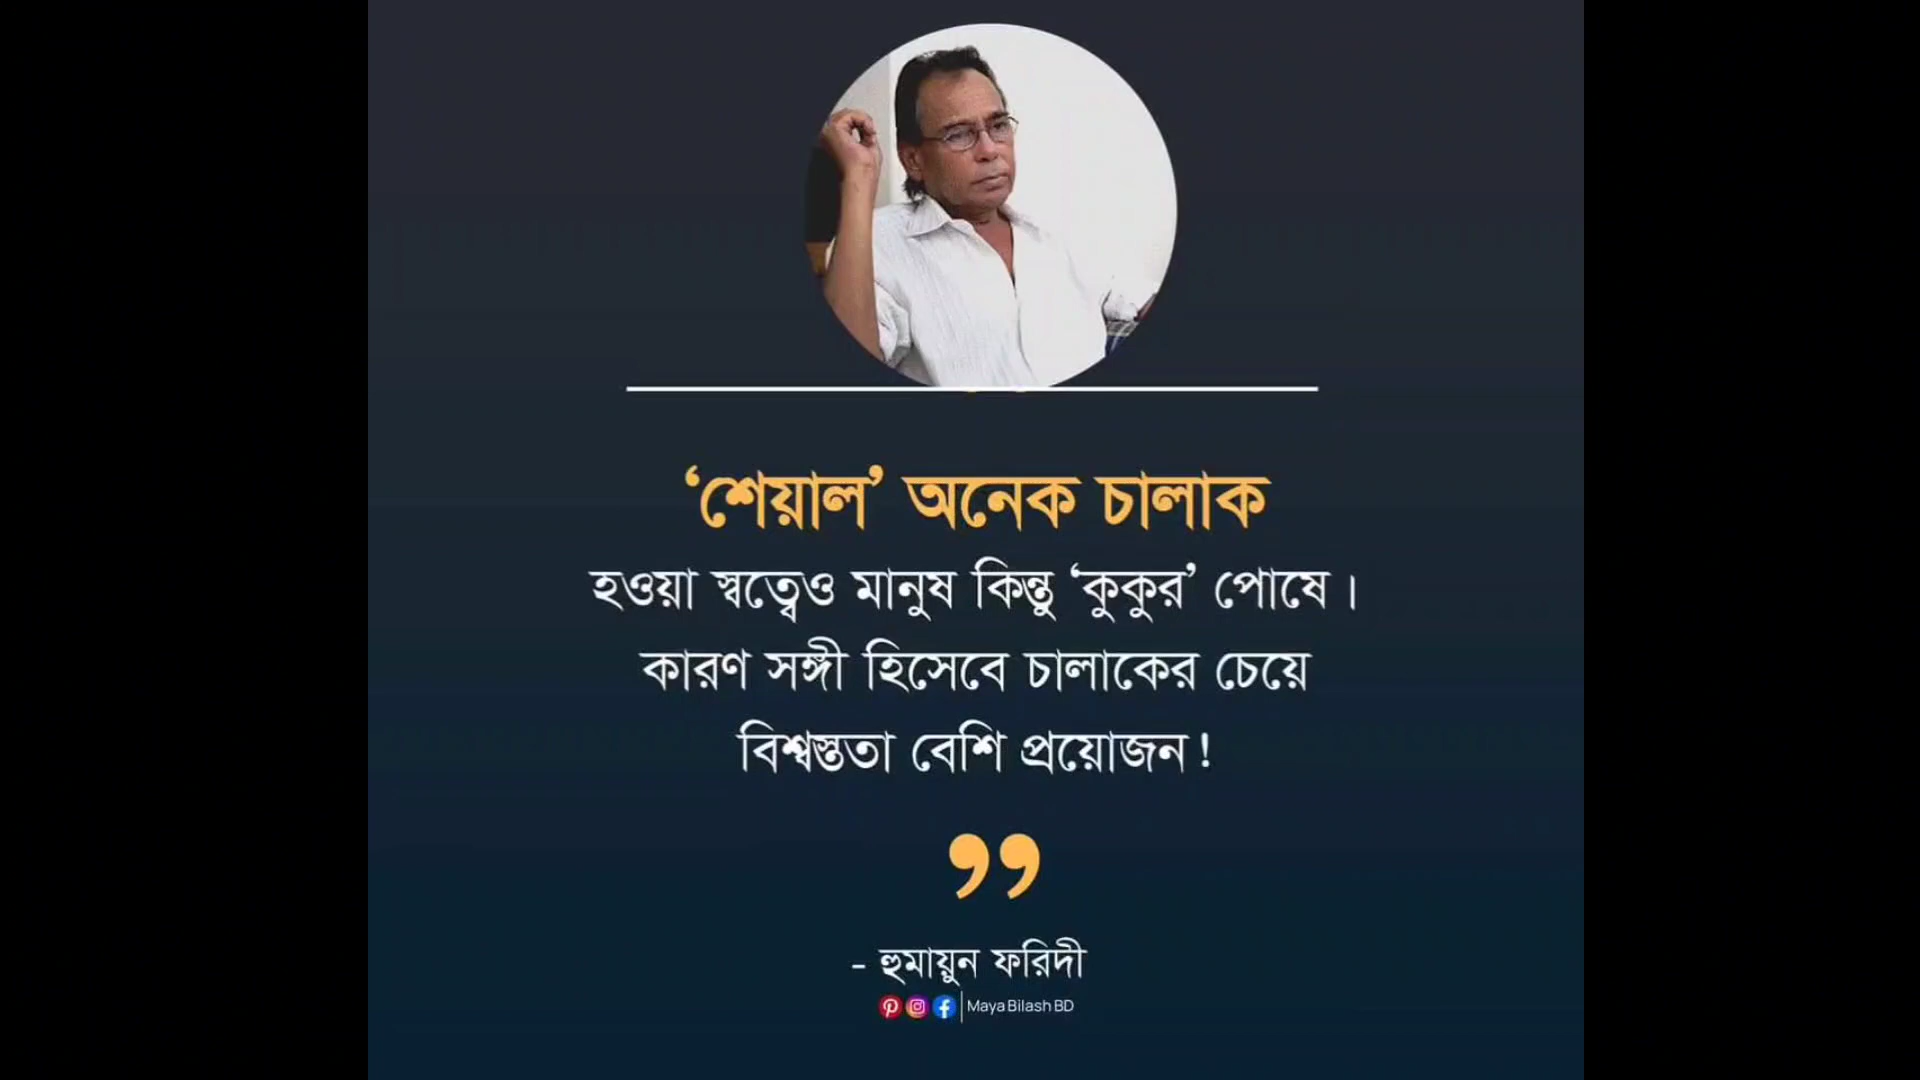 ‘শেয়াল’ অনেক চালাক
হওয়া স্বত্বেও মানুষ কিন্তু ‘কুকুর’ পোষে।
কারণ সঙ্গী হিসেবে চালাকের চেয়ে
বিশ্বস্ততা বেশি প্রয়োজন!
”
- হুমায়ুন ফরিদী
Maya Bilash BD